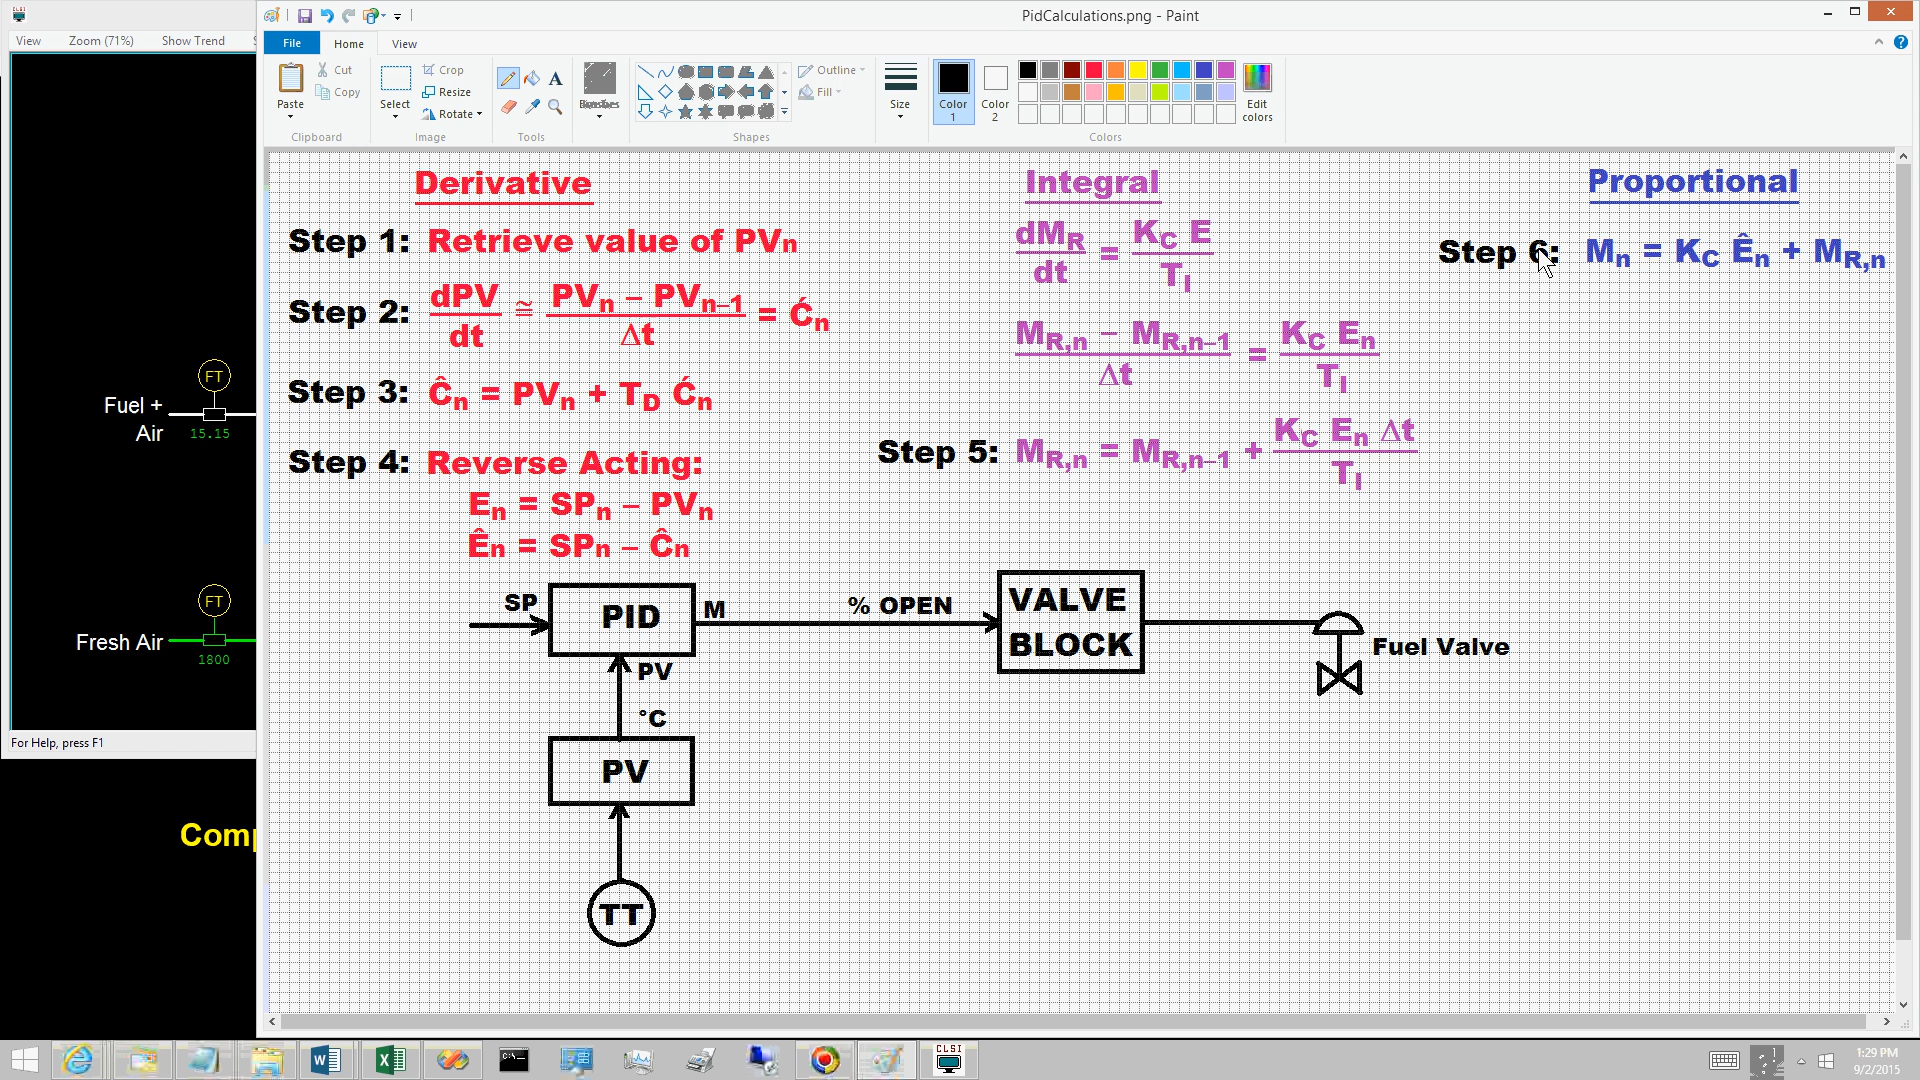 CLSI
PidCalculations.png - Paint
View Zoom (71%) Show Trend
File Home View
Paste
Cut
Copy
Clipboard
Select
Crop
Resize
Rotate
Image
Tools
Brushes
Shapes
Outline
Fill
Size
Color 1
Color 2
Edit colors
Colors
Derivative
Step 1: Retrieve value of PVn
Step 2: dPV/dt ≅ (PVn – PVn–1)/Δt = Ćn
Step 3: Ĉn = PVn + TD Ćn
Step 4: Reverse Acting:
En = SPn – PVn
Ên = SPn – Ĉn
Integral
dMR/dt = KC E/TI
(MR,n – MR,n–1)/Δt = KC En/TI
Step 5: MR,n = MR,n–1 + KC En Δt/TI
Proportional
Step 6: Mn = KC Ên + MR,n
SP
PID
M
% OPEN
VALVE
BLOCK
Fuel Valve
PV
°C
PV
TT
FT
Fuel +
Air
15.15
FT
Fresh Air
1800
For Help, press F1
CLSI
1:29 PM
9/2/2015